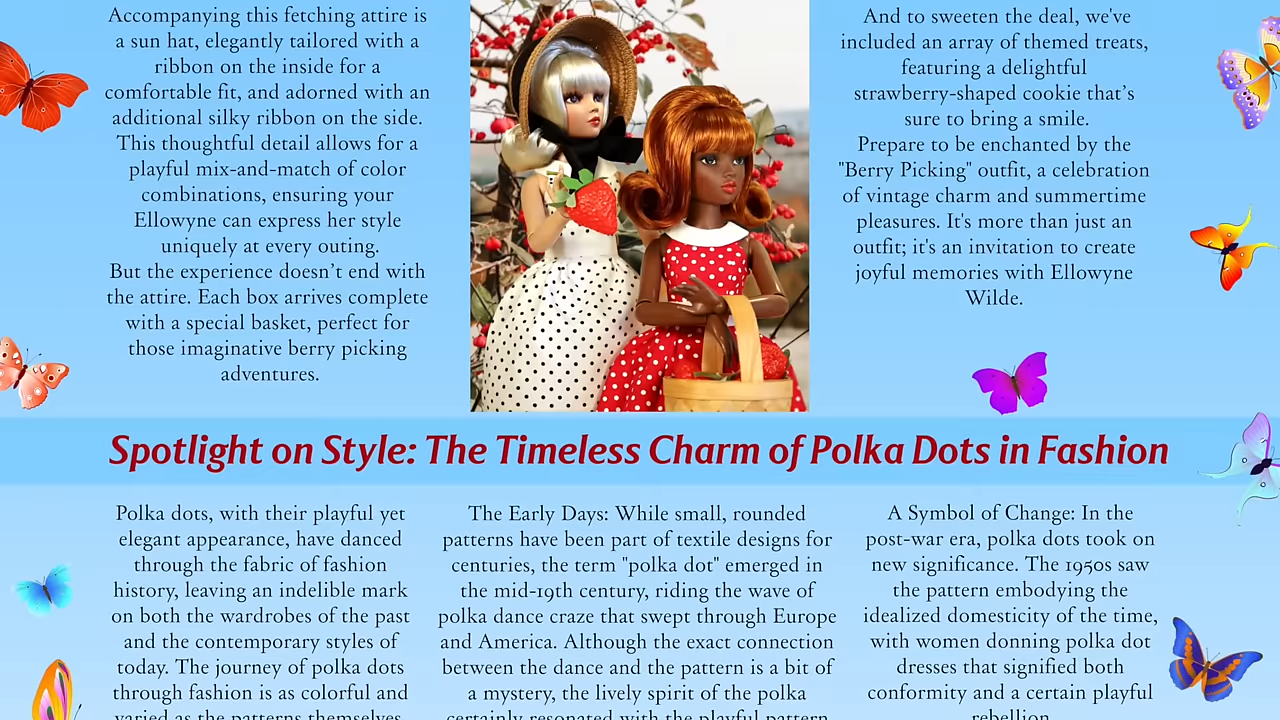 Accompanying this fetching attire is
a sun hat, elegantly tailored with a
ribbon on the inside for a
comfortable fit, and adorned with an
additional silky ribbon on the side.
This thoughtful detail allows for a
playful mix-and-match of color
combinations, ensuring your
Ellowyne can express her style
uniquely at every outing.
But the experience doesn't end with
the attire. Each box arrives complete
with a special basket, perfect for
those imaginative berry picking
adventures.
And to sweeten the deal, we've
included an array of themed treats,
featuring a delightful
strawberry-shaped cookie that's
sure to bring a smile.
Prepare to be enchanted by the
"Berry Picking" outfit, a celebration
of vintage charm and summertime
pleasures. It's more than just an
outfit; it's an invitation to create
joyful memories with Ellowyne
Wilde.
Spotlight on Style: The Timeless Charm of Polka Dots in Fashion
Polka dots, with their playful yet
elegant appearance, have danced
through the fabric of fashion
history, leaving an indelible mark
on both the wardrobes of the past
and the contemporary styles of
today. The journey of polka dots
through fashion is as colorful and
varied as the patterns themselves
The Early Days: While small, rounded
patterns have been part of textile designs for
centuries, the term "polka dot" emerged in
the mid-19th century, riding the wave of
polka dance craze that swept through Europe
and America. Although the exact connection
between the dance and the pattern is a bit of
a mystery, the lively spirit of the polka
certainly resonated with the playful pattern
A Symbol of Change: In the
post-war era, polka dots took on
new significance. The 1950s saw
the pattern embodying the
idealized domesticity of the time,
with women donning polka dot
dresses that signified both
conformity and a certain playful
rebellion